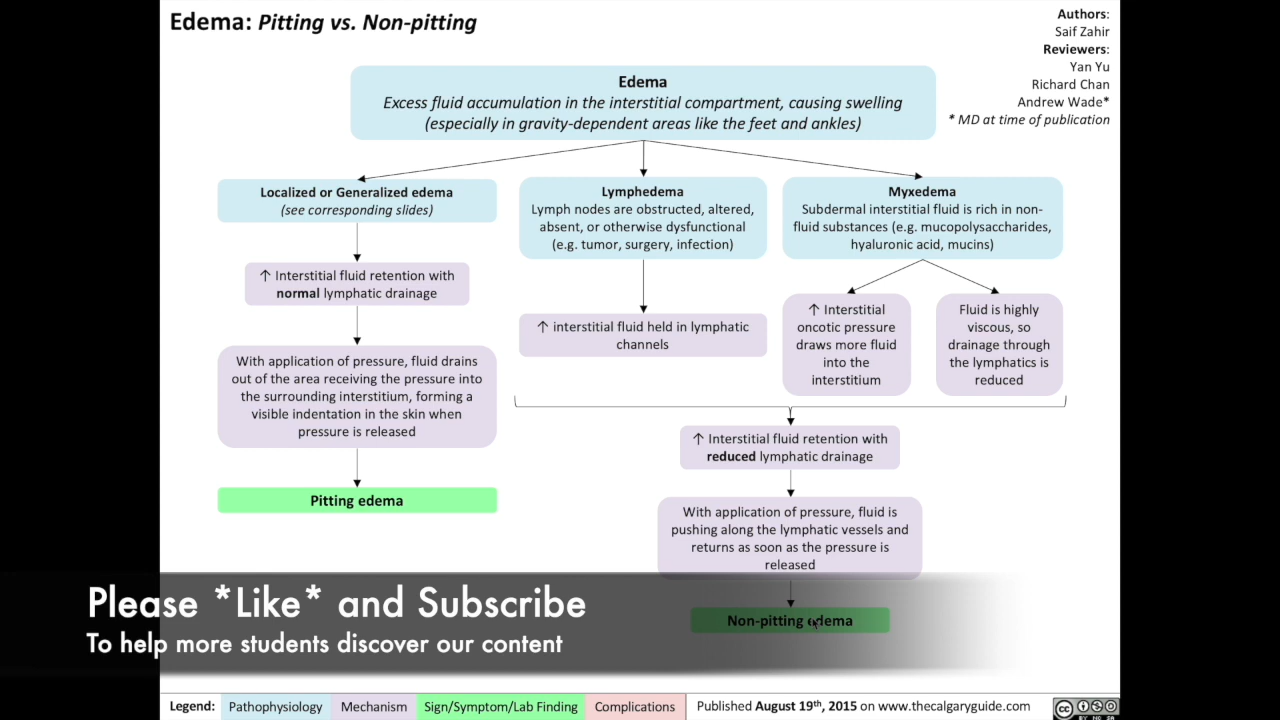 Edema: Pitting vs. Non-pitting
Authors:
Saif Zahir
Reviewers:
Yan Yu
Richard Chan
Andrew Wade*
* MD at time of publication
Edema
Excess fluid accumulation in the interstitial compartment, causing swelling
(especially in gravity-dependent areas like the feet and ankles)
Localized or Generalized edema
(see corresponding slides)
↑ Interstitial fluid retention with
normal lymphatic drainage
With application of pressure, fluid drains
out of the area receiving the pressure into
the surrounding interstitium, forming a
visible indentation in the skin when
pressure is released
Pitting edema
Lymphedema
Lymph nodes are obstructed, altered,
absent, or otherwise dysfunctional
(e.g. tumor, surgery, infection)
↑ interstitial fluid held in lymphatic
channels
Myxedema
Subdermal interstitial fluid is rich in non-
fluid substances (e.g. mucopolysaccharides,
hyaluronic acid, mucins)
↑ Interstitial
oncotic pressure
draws more fluid
into the
interstitium
Fluid is highly
viscous, so
drainage through
the lymphatics is
reduced
↑ Interstitial fluid retention with
reduced lymphatic drainage
With application of pressure, fluid is
pushing along the lymphatic vessels and
returns as soon as the pressure is
released
Non-pitting edema
Please *Like* and Subscribe
To help more students discover our content
Legend: Pathophysiology Mechanism Sign/Symptom/Lab Finding Complications
Published August 19th, 2015 on www.thecalgaryguide.com
cc
BY NC SA